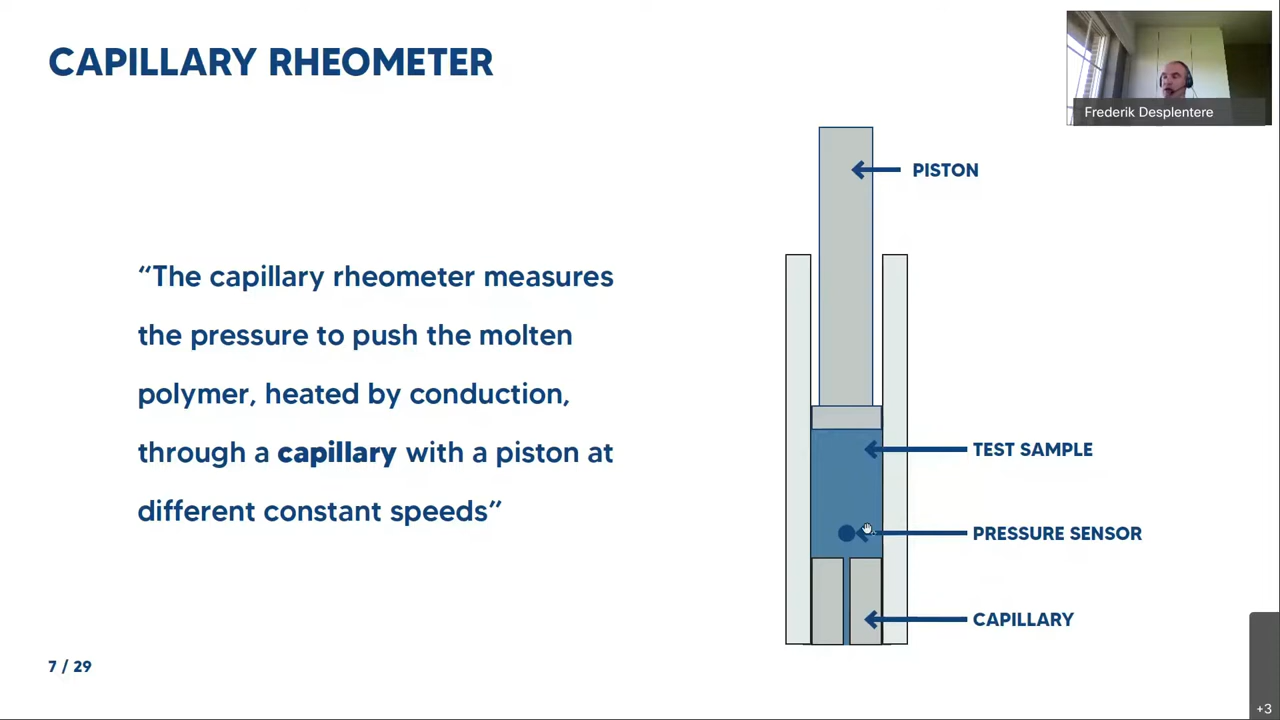 CAPILLARY RHEOMETER
Frederik Desplentere
PISTON
“The capillary rheometer measures
the pressure to push the molten
polymer, heated by conduction,
through a capillary with a piston at
different constant speeds”
TEST SAMPLE
PRESSURE SENSOR
CAPILLARY
7 / 29
+3